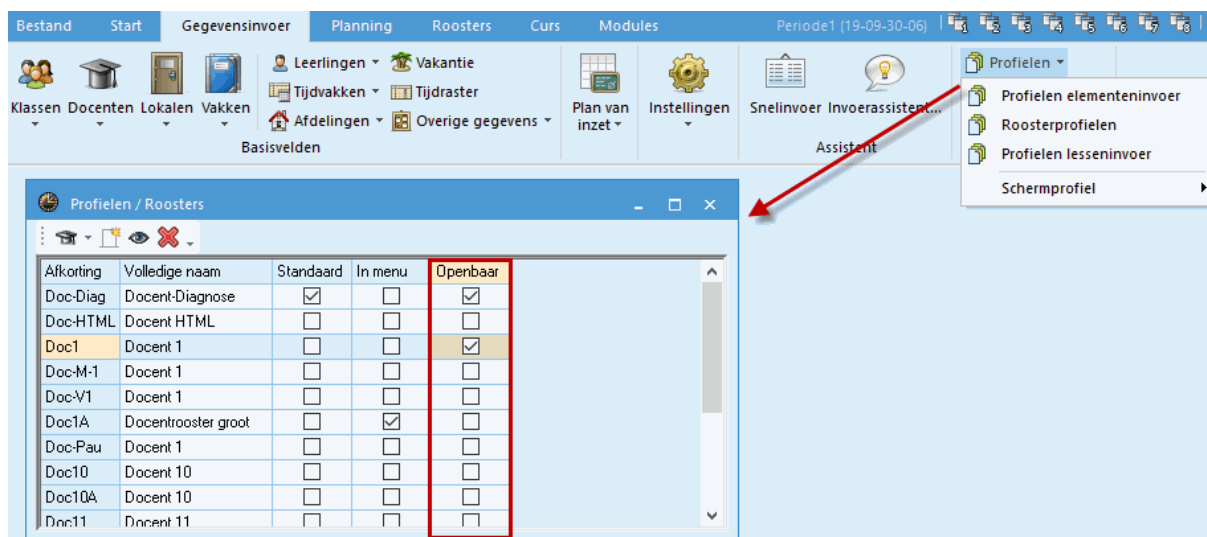 Bestand Start Gegevensinvoer Planning Roosters Curs Modules Periode1 (19-09-30-06)
Klassen Docenten Lokalen Vakken
Leerlingen Vakantie
Tijdvakken Tijdraster
Afdelingen Overige gegevens
Basisvelden
Plan van inzet
Instellingen
Snelinvoer Invoerassistent...
Assistent
Profielen
Profielen elementeninvoer
Roosterprofielen
Profielen lesseninvoer
Schermprofiel
Profielen / Roosters
Afkorting Volledige naam Standaard In menu Openbaar
Doc-Diag Docent-Diagnose
Doc-HTML Docent HTML
Doc1 Docent 1
Doc-M-1 Docent 1
Doc-V1 Docent 1
Doc1A Docentrooster groot
Doc-Pau Docent 1
Doc10 Docent 10
Doc10A Docent 10
Doc11 Docent 11